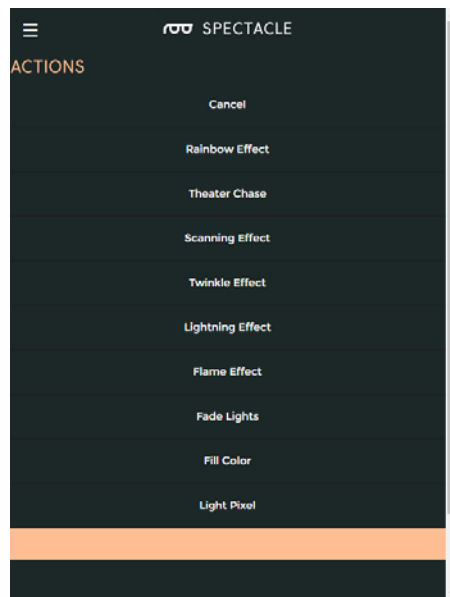 SPECTACLE
ACTIONS
Cancel
Rainbow Effect
Theater Chase
Scanning Effect
Twinkle Effect
Lightning Effect
Flame Effect
Fade Lights
Fill Color
Light Pixel